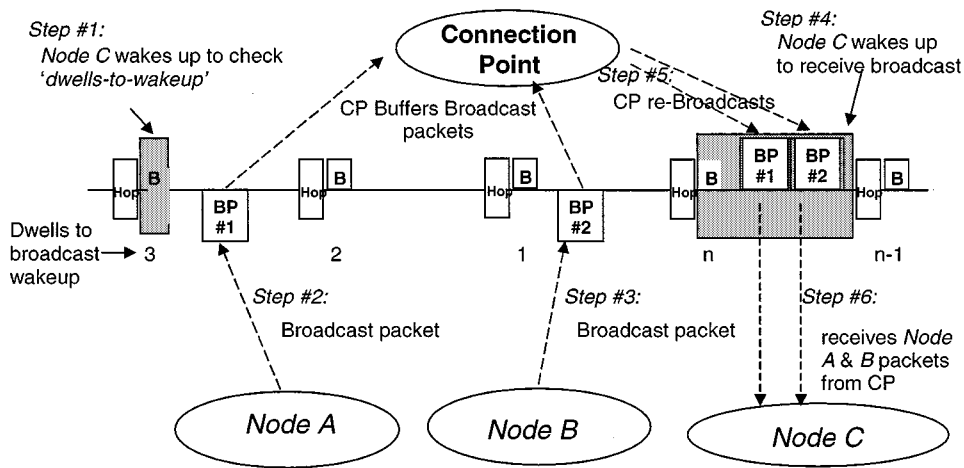 Step #1:
Node C wakes up to check
'dwells-to-wakeup'
Connection
Point
Step #4:
Node C wakes up
to receive broadcast
Step #5:
CP re-Broadcasts
CP Buffers Broadcast
packets
Hop
B
BP
#1
Hop
B
Hop
B
BP
#2
Hop
B
BP
#1
BP
#2
Hop
B
Dwells to
broadcast
wakeup
3
2
1
n
n-1
Step #2:
Broadcast packet
Step #3:
Broadcast packet
Step #6:
receives Node
A & B packets
from CP
Node A
Node B
Node C